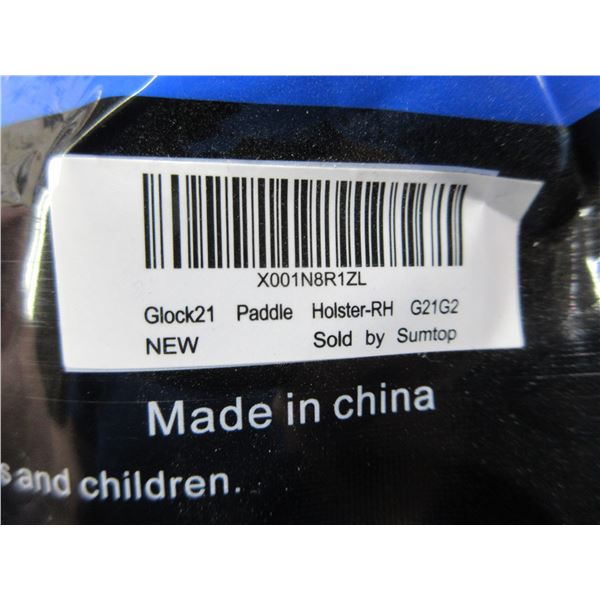 X001N8R1ZL
Glock21 Paddle Holster-RH G21G2
NEW Sold by Sumtop
Made in china
s and children.